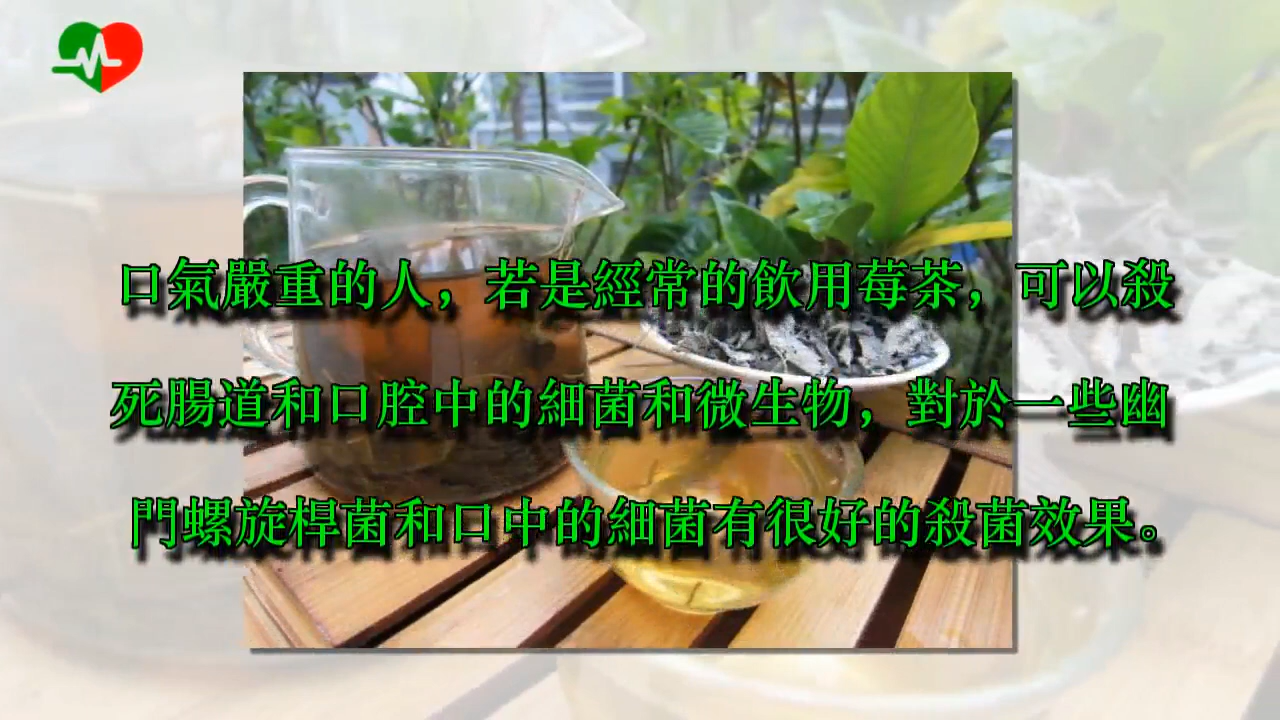 口氣嚴重的人，若是經常的飲用莓茶，可以殺
死腸道和口腔中的細菌和微生物，對於一些幽
門螺旋桿菌和口中的細菌有很好的殺菌效果。